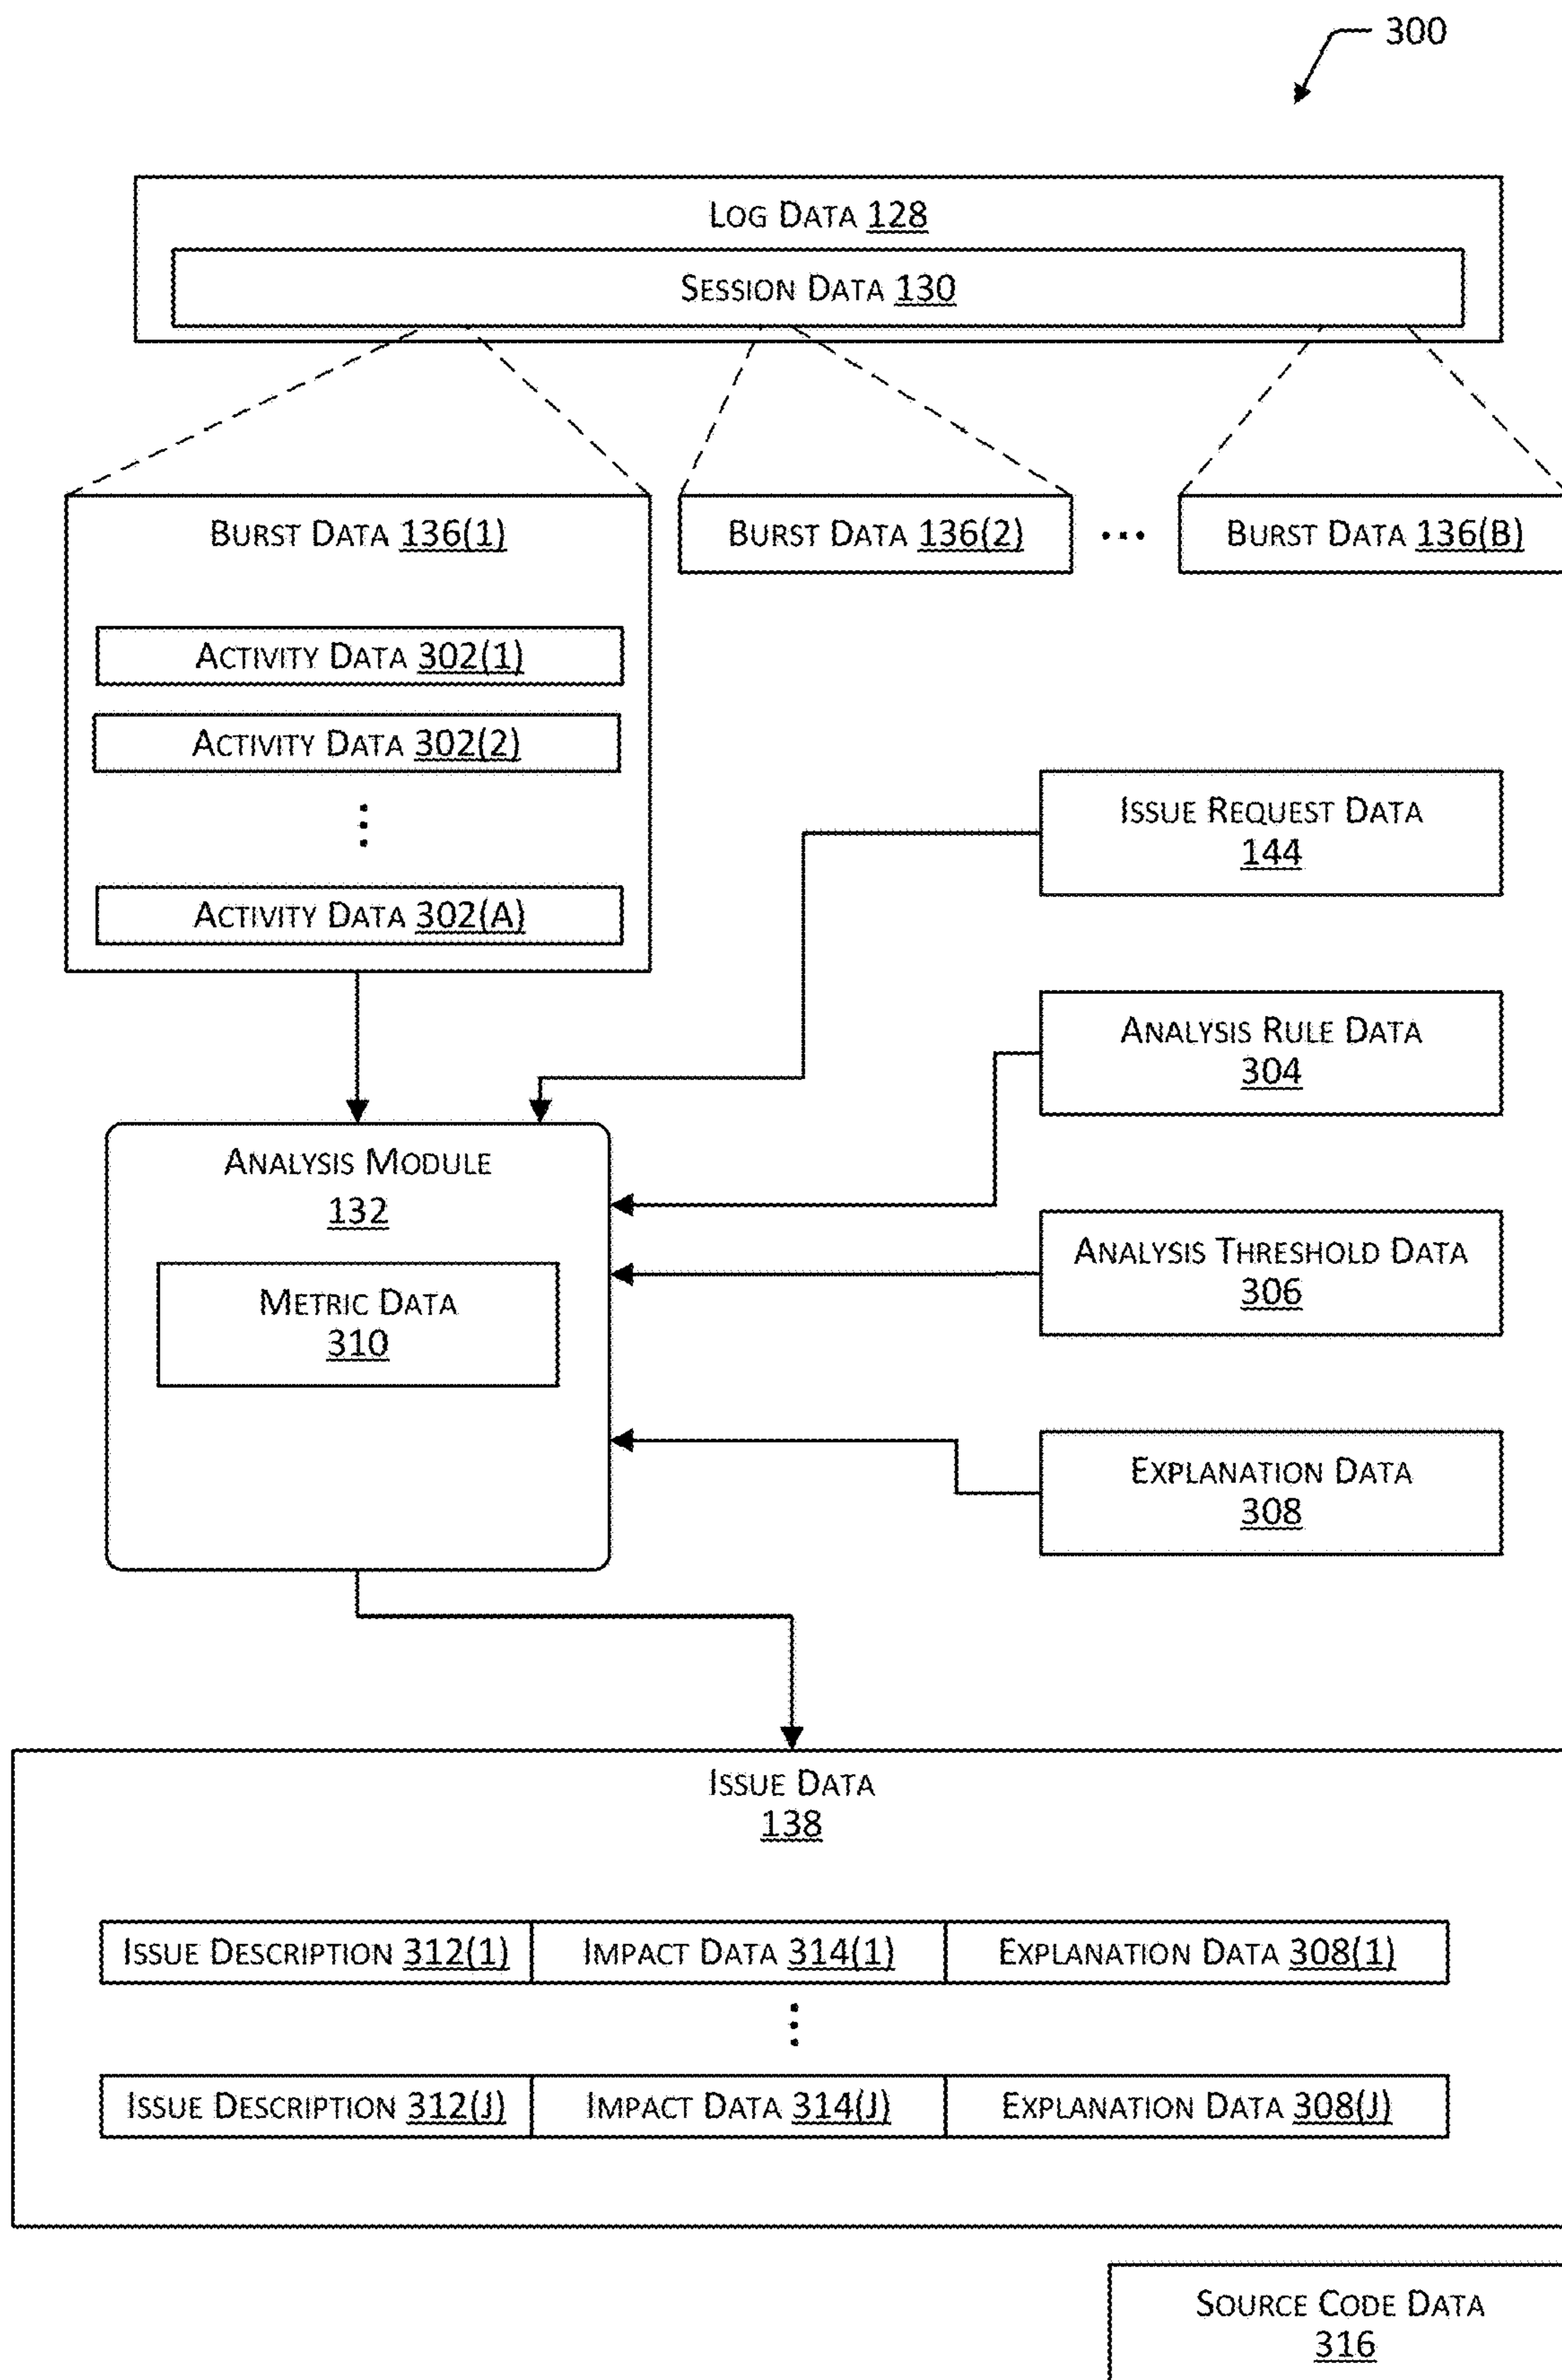 300
LOG DATA 128
SESSION DATA 130
BURST DATA 136(1)
BURST DATA 136(2)
...
BURST DATA 136(B)
ACTIVITY DATA 302(1)
ACTIVITY DATA 302(2)
ACTIVITY DATA 302(A)
ISSUE REQUEST DATA
144
ANALYSIS RULE DATA
304
ANALYSIS MODULE
132
ANALYSIS THRESHOLD DATA
306
METRIC DATA
310
EXPLANATION DATA
308
ISSUE DATA
138
ISSUE DESCRIPTION 312(1)
IMPACT DATA 314(1)
EXPLANATION DATA 308(1)
ISSUE DESCRIPTION 312(J)
IMPACT DATA 314(J)
EXPLANATION DATA 308(J)
SOURCE CODE DATA
316